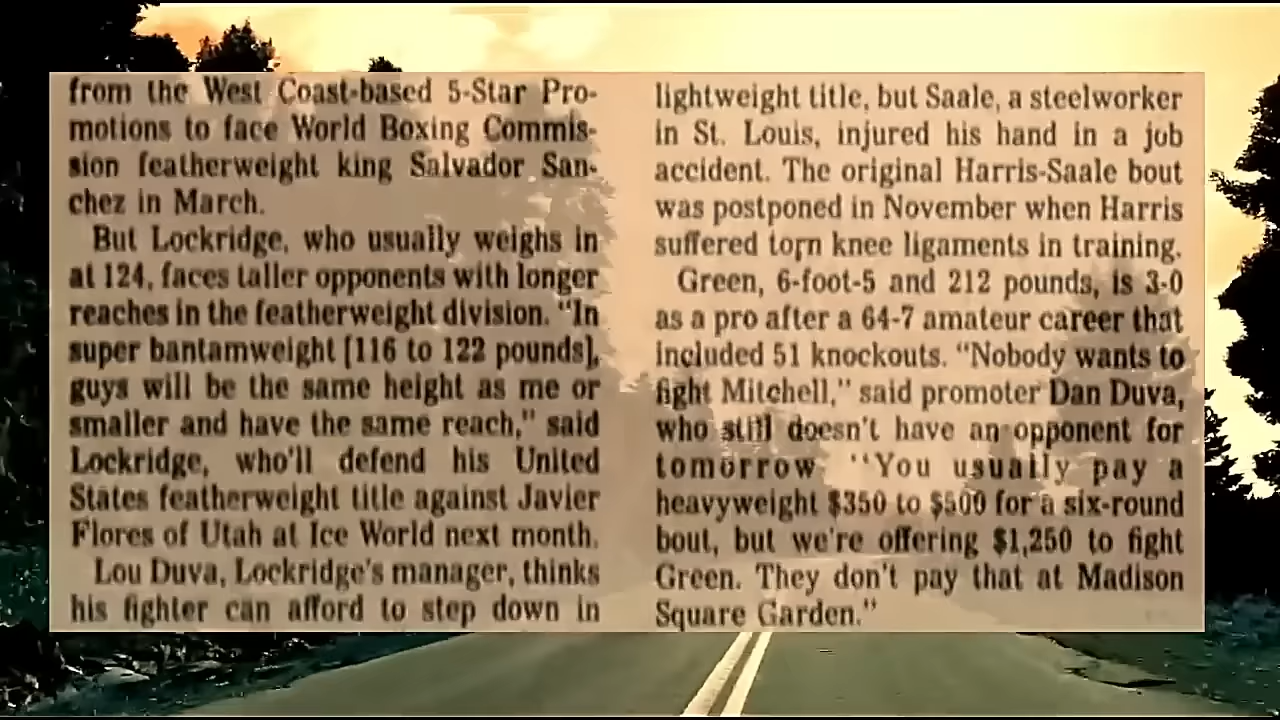 from the West Coast-based 5-Star Pro-
motions to face World Boxing Commis-
sion featherweight king Salvador San-
chez in March.
But Lockridge, who usually weighs in
at 124, faces taller opponents with longer
reaches in the featherweight division. "In
super bantamweight [116 to 122 pounds],
guys will be the same height as me or
smaller and have the same reach," said
Lockridge, who'll defend his United
States featherweight title against Javier
Flores of Utah at Ice World next month.
Lou Duva, Lockridge's manager, thinks
his fighter can afford to step down in
lightweight title, but Saale, a steelworker
in St. Louis, injured his hand in a job
accident. The original Harris-Saale bout
was postponed in November when Harris
suffered torn knee ligaments in training.
Green, 6-foot-5 and 212 pounds, is 3-0
as a pro after a 64-7 amateur career that
included 51 knockouts. "Nobody wants to
fight Mitchell," said promoter Dan Duva,
who still doesn't have an opponent for
tomorrow. "You usually pay a
heavyweight $350 to $500 for a six-round
bout, but we're offering $1,250 to fight
Green. They don't pay that at Madison
Square Garden."